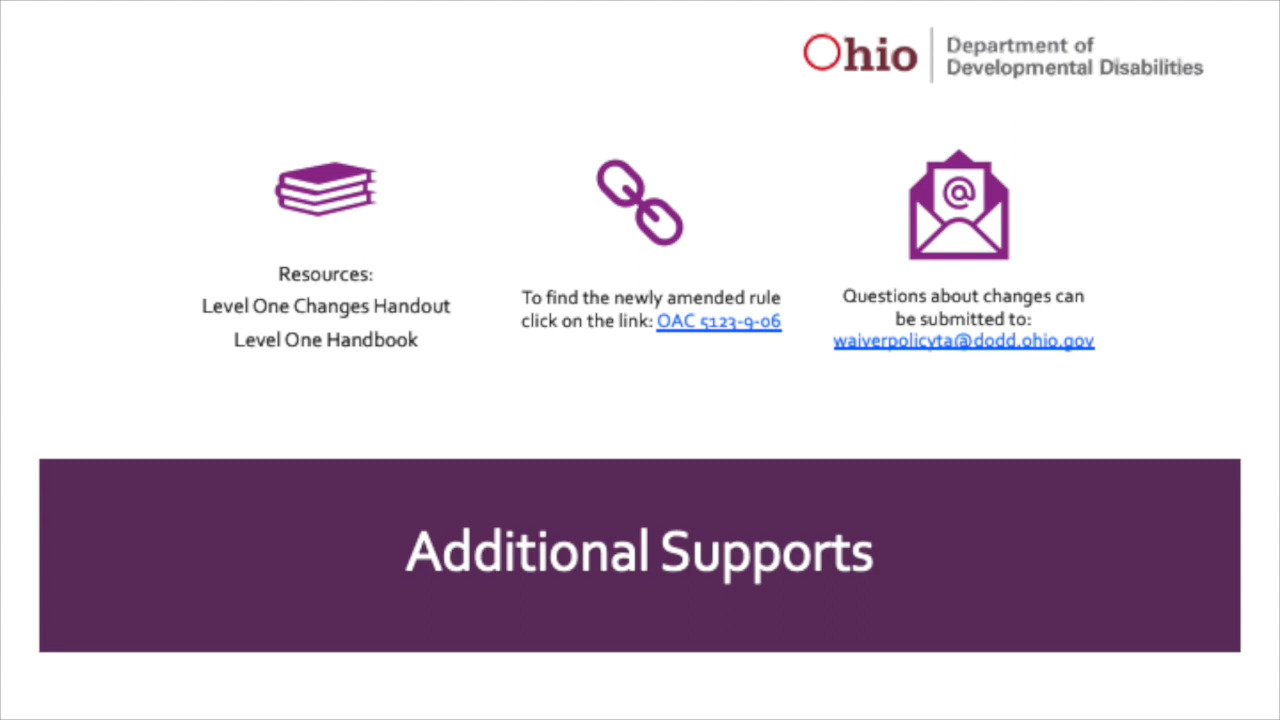 Ohio
Department of
Developmental Disabilities
Resources:
Level One Changes Handout
Level One Handbook
To find the newly amended rule
click on the link: OAC 5123-9-06
@
Questions about changes can
be submitted to:
waiverpolicyta@dodd.ohio.gov
Additional Supports